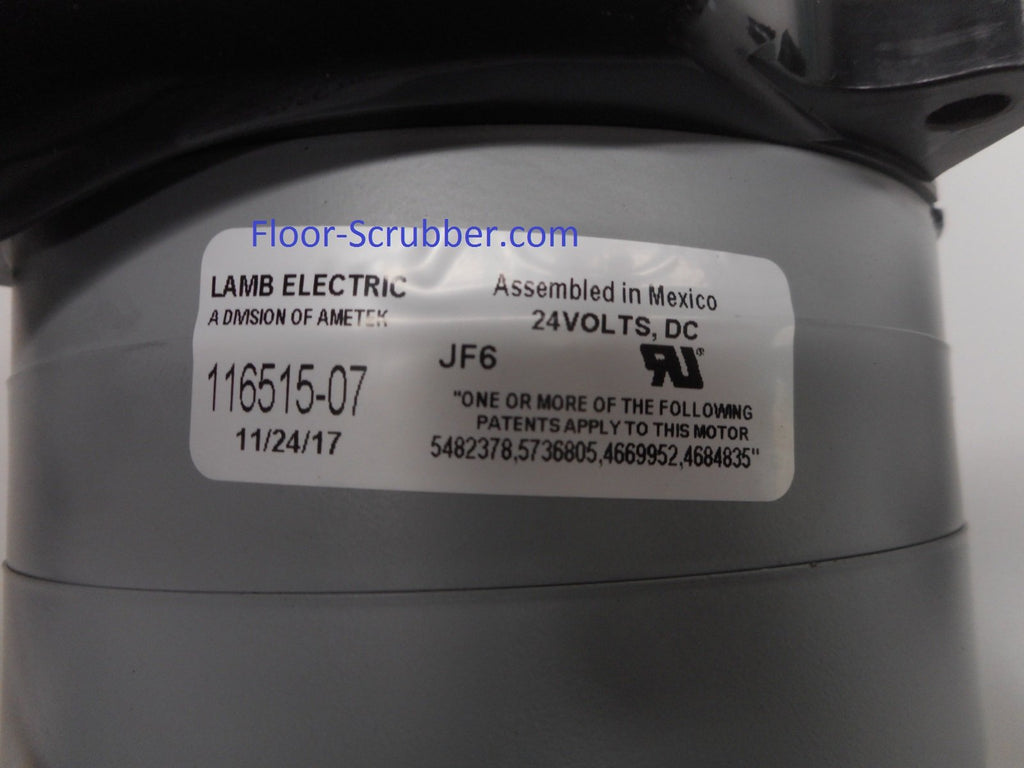 Floor-Scrubber.com
LAMB ELECTRIC
A DIVISION OF AMETEK
116515-07
11/24/17
Assembled in Mexico
24VOLTS, DC
JF6
RU®
"ONE OR MORE OF THE FOLLOWING
PATENTS APPLY TO THIS MOTOR
5482378,5736805,4669952,4684835"